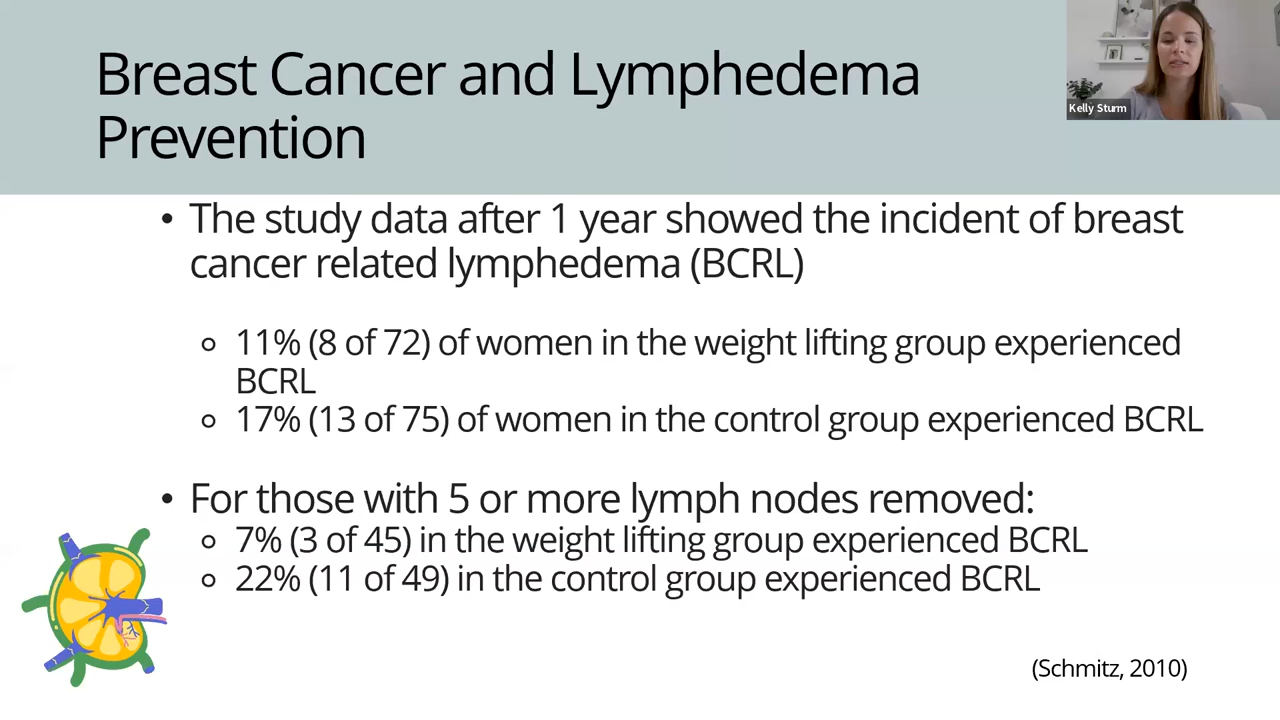 Breast Cancer and Lymphedema
Prevention
Kelly Sturm
• The study data after 1 year showed the incident of breast
cancer related lymphedema (BCRL)
○ 11% (8 of 72) of women in the weight lifting group experienced
BCRL
○ 17% (13 of 75) of women in the control group experienced BCRL
• For those with 5 or more lymph nodes removed:
○ 7% (3 of 45) in the weight lifting group experienced BCRL
○ 22% (11 of 49) in the control group experienced BCRL
(Schmitz, 2010)